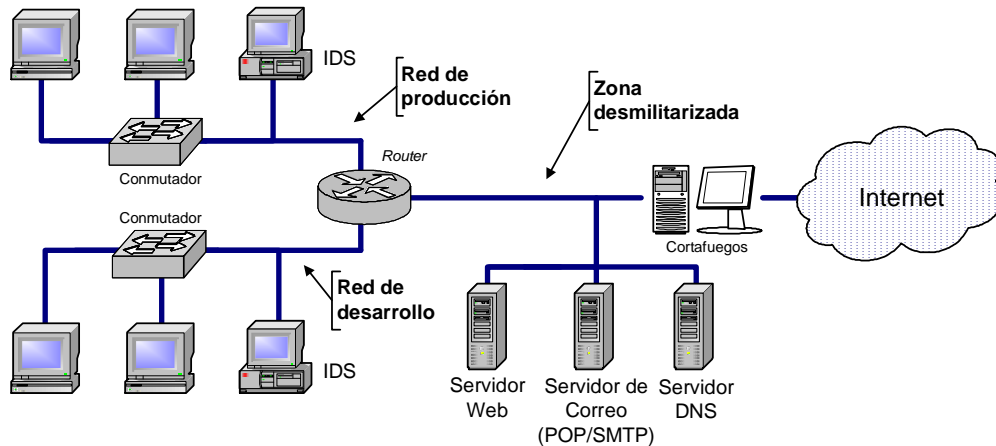 IDS
Red de
producción
Zona
desmilitarizada
Router
Conmutador
Internet
Cortafuegos
Conmutador
Red de
desarrollo
IDS
Servidor
Web
Servidor de
Correo
(POP/SMTP)
Servidor
DNS